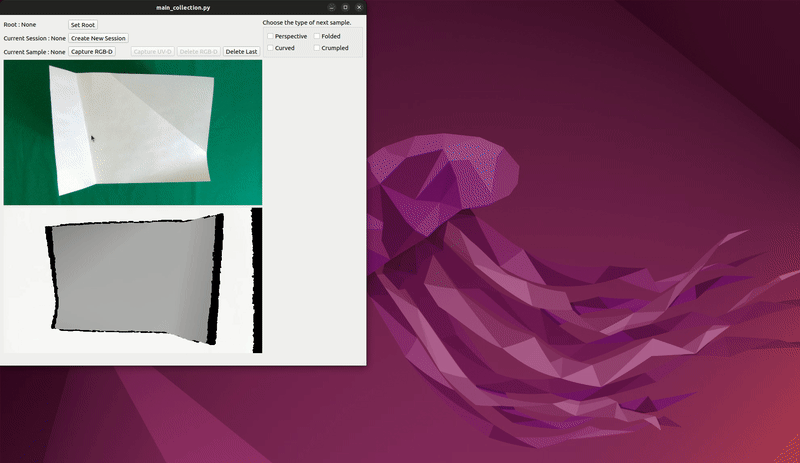 main_collection.py
Root : None Set Root
Current Session : None Create New Session
Current Sample : None Capture RGB-D Capture UV-D Delete RGB-D Delete Last
Choose the type of next sample.
Perspective Folded
Curved Crumpled